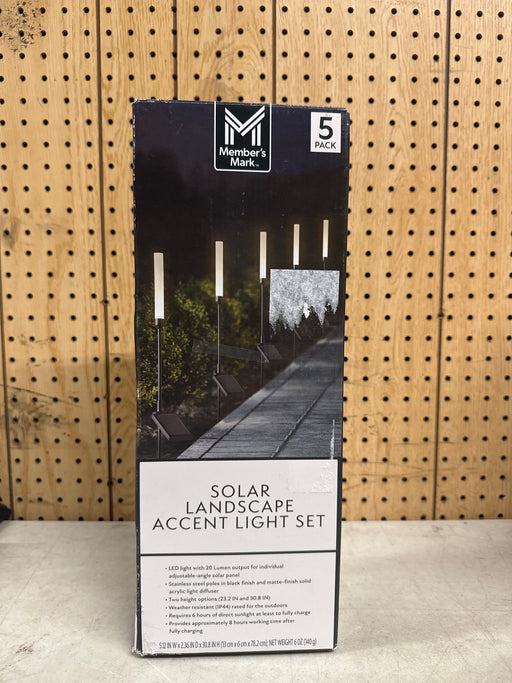 Member's
Mark™
5
PACK
SOLAR
LANDSCAPE
ACCENT LIGHT SET
• LED light with 20 Lumen output for individual
adjustable-angle solar panel
• Stainless steel poles in black finish and matte-finish solid
acrylic light diffuser
• Two height options (23.2 IN and 30.8 IN)
• Weather resistant (IP44) rated for the outdoors
• Requires 6 hours of direct sunlight at least to fully charge
• Provides approximately 8 hours working time after
fully charging
5.12 IN W x 2.36 IN D x 30.8 IN H (13 cm x 6 cm x 78.2 cm); NET WEIGHT 6 OZ (140 g)